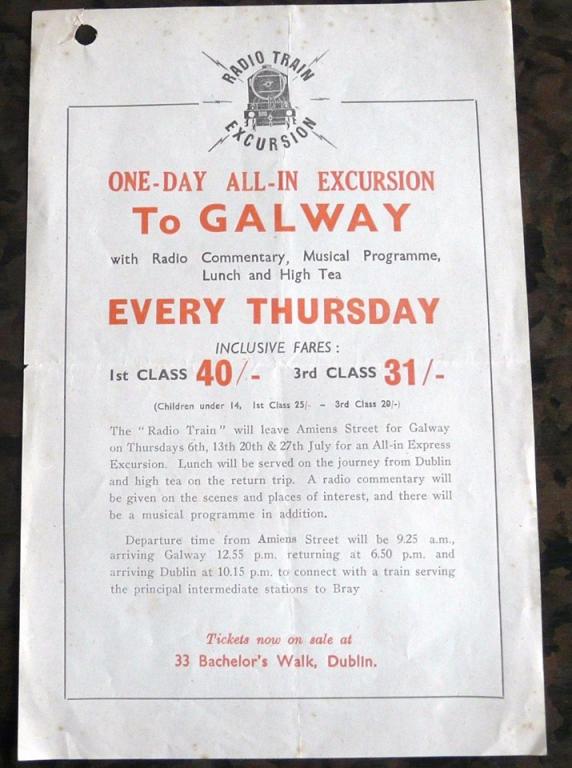 RADIO TRAIN
EXCURSION
ONE-DAY ALL-IN EXCURSION
To GALWAY
with Radio Commentary, Musical Programme,
Lunch and High Tea
EVERY THURSDAY
INCLUSIVE FARES :
1st CLASS 40/- 3rd CLASS 31/-
(Children under 14, 1st Class 25/- – 3rd Class 20/-)
The "Radio Train" will leave Amiens Street for Galway
on Thursdays 6th, 13th 20th & 27th July for an All-in Express
Excursion. Lunch will be served on the journey from Dublin
and high tea on the return trip. A radio commentary will
be given on the scenes and places of interest, and there will
be a musical programme in addition.
Departure time from Amiens Street will be 9.25 a.m.,
arriving Galway 12.55 p.m. returning at 6.50 p.m. and
arriving Dublin at 10.15 p.m. to connect with a train serving
the principal intermediate stations to Bray
Tickets now on sale at
33 Bachelor's Walk, Dublin.